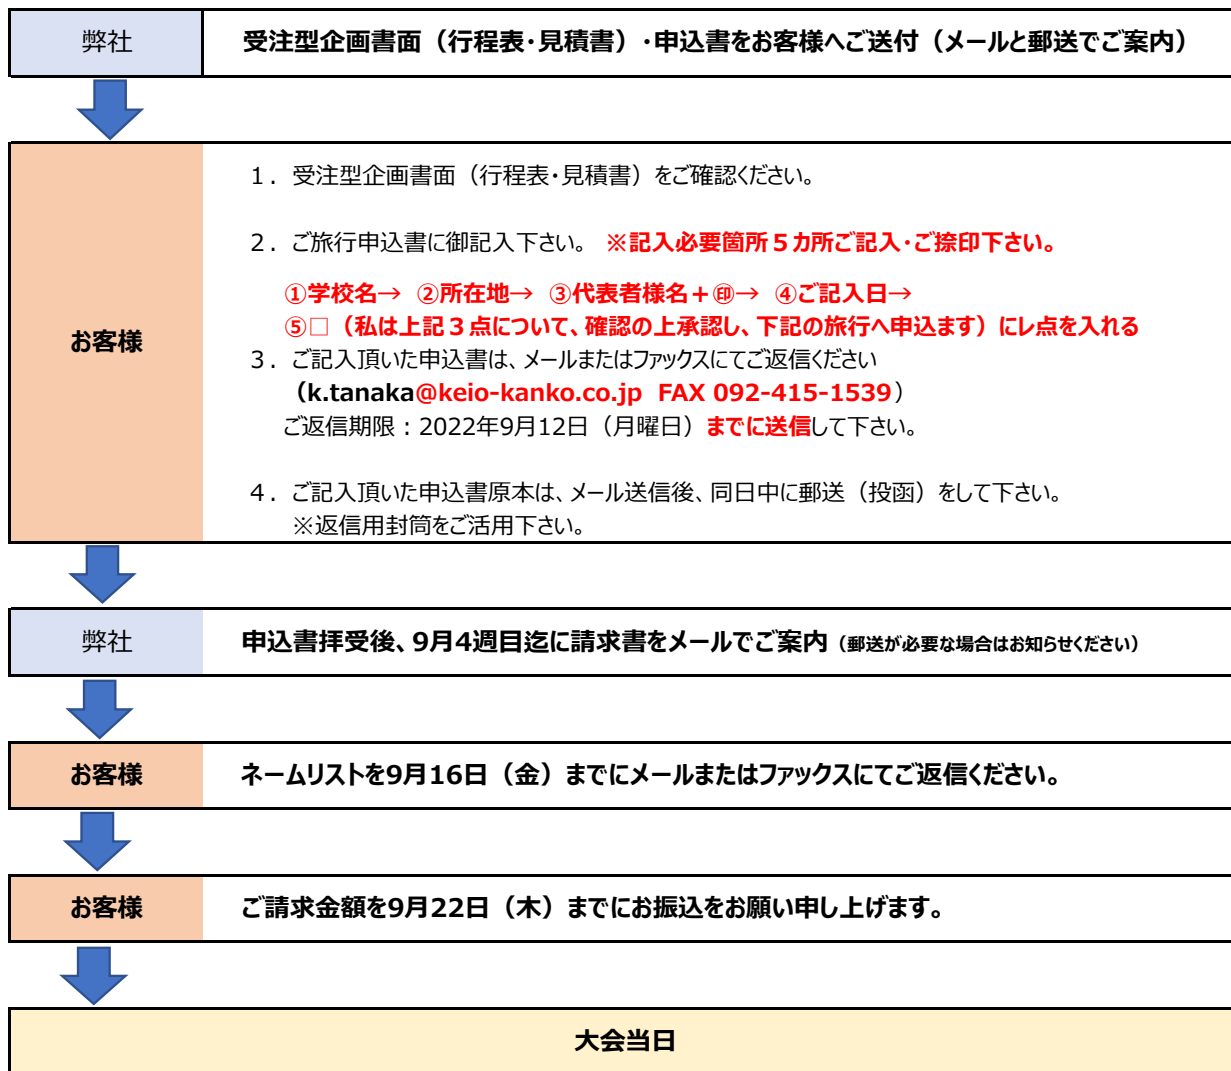 弊社
受注型企画書面（行程表・見積書）・申込書をお客様へご送付（メールと郵送でご案内）
お客様
１．受注型企画書面（行程表・見積書）をご確認ください。
２．ご旅行申込書に御記入下さい。 ※記入必要箇所５カ所ご記入・ご捺印下さい。
①学校名→ ②所在地→ ③代表者様名＋㊞→ ④ご記入日→
⑤□（私は上記３点について、確認の上承認し、下記の旅行へ申込ます）にレ点を入れる
３．ご記入頂いた申込書は、メールまたはファックスにてご返信ください
（k.tanaka@keio-kanko.co.jp FAX 092-415-1539）
ご返信期限：2022年9月12日（月曜日）までに送信して下さい。
４．ご記入頂いた申込書原本は、メール送信後、同日中に郵送（投函）をして下さい。
※返信用封筒をご活用下さい。
弊社
申込書拝受後、9月4週目迄に請求書をメールでご案内（郵送が必要な場合はお知らせください）
お客様
ネームリストを9月16日（金）までにメールまたはファックスにてご返信ください。
お客様
ご請求金額を9月22日（木）までにお振込をお願い申し上げます。
大会当日